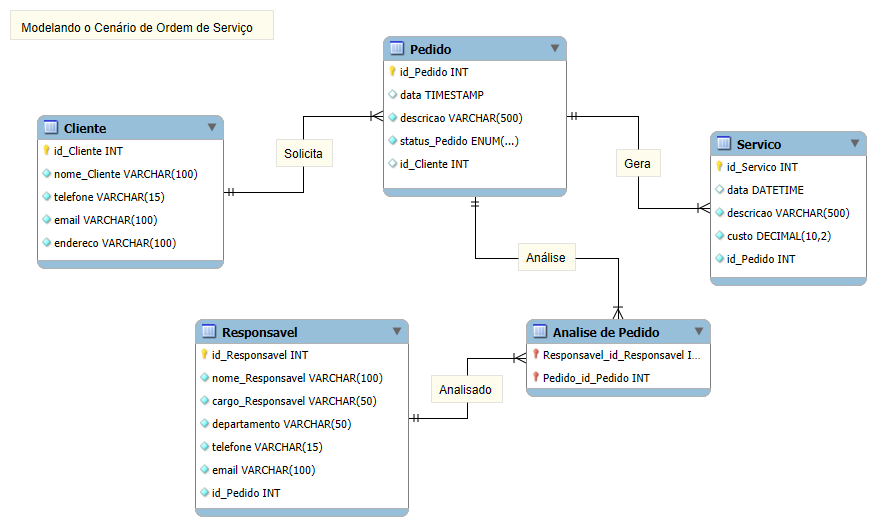 Modelando o Cenário de Ordem de Serviço
Pedido
id_Pedido INT
data TIMESTAMP
descricao VARCHAR(500)
status_Pedido ENUM(...)
id_Cliente INT
Cliente
id_Cliente INT
nome_Cliente VARCHAR(100)
telefone VARCHAR(15)
email VARCHAR(100)
endereco VARCHAR(100)
Solicita
Gera
Servico
id_Servico INT
data DATETIME
descricao VARCHAR(500)
custo DECIMAL(10,2)
id_Pedido INT
Análise
Responsavel
id_Responsavel INT
nome_Responsavel VARCHAR(100)
cargo_Responsavel VARCHAR(50)
departamento VARCHAR(50)
telefone VARCHAR(15)
email VARCHAR(100)
id_Pedido INT
Analisado
Analise de Pedido
Responsavel_id_Responsavel I...
Pedido_id_Pedido INT